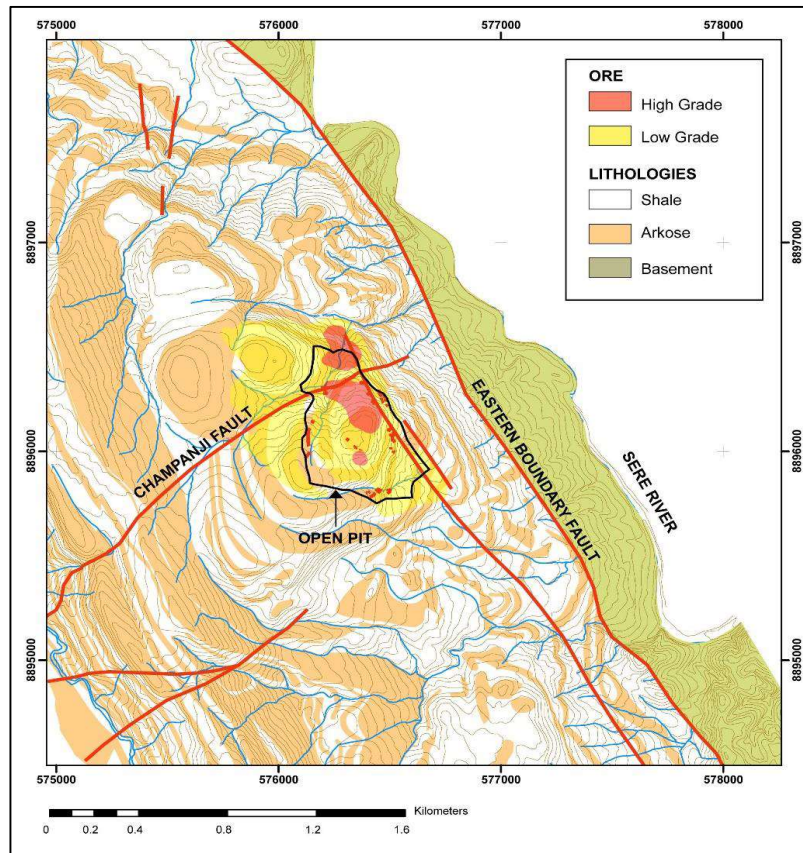 575000
576000
577000
578000
ORE
High Grade
Low Grade
LITHOLOGIES
Shale
Arkose
Basement
8897000
8897000
CHAMPANJI FAULT
EASTERN BOUNDARY FAULT
8896000
8896000
SERE RIVER
OPEN PIT
8895000
8895000
575000
576000
577000
578000
Kilometers
0 0.2 0.4 0.8 1.2 1.6